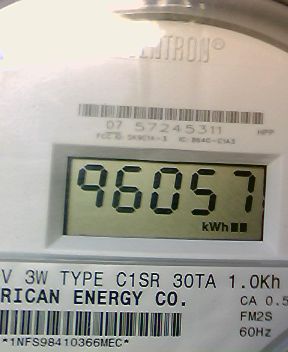 07 57245311 HPP
96057
kWh
V 3W TYPE C1SR 30TA 1.0Kh
RICAN ENERGY CO.
CA 0.5
FM2S
60Hz
*1NFS98410366MEC*